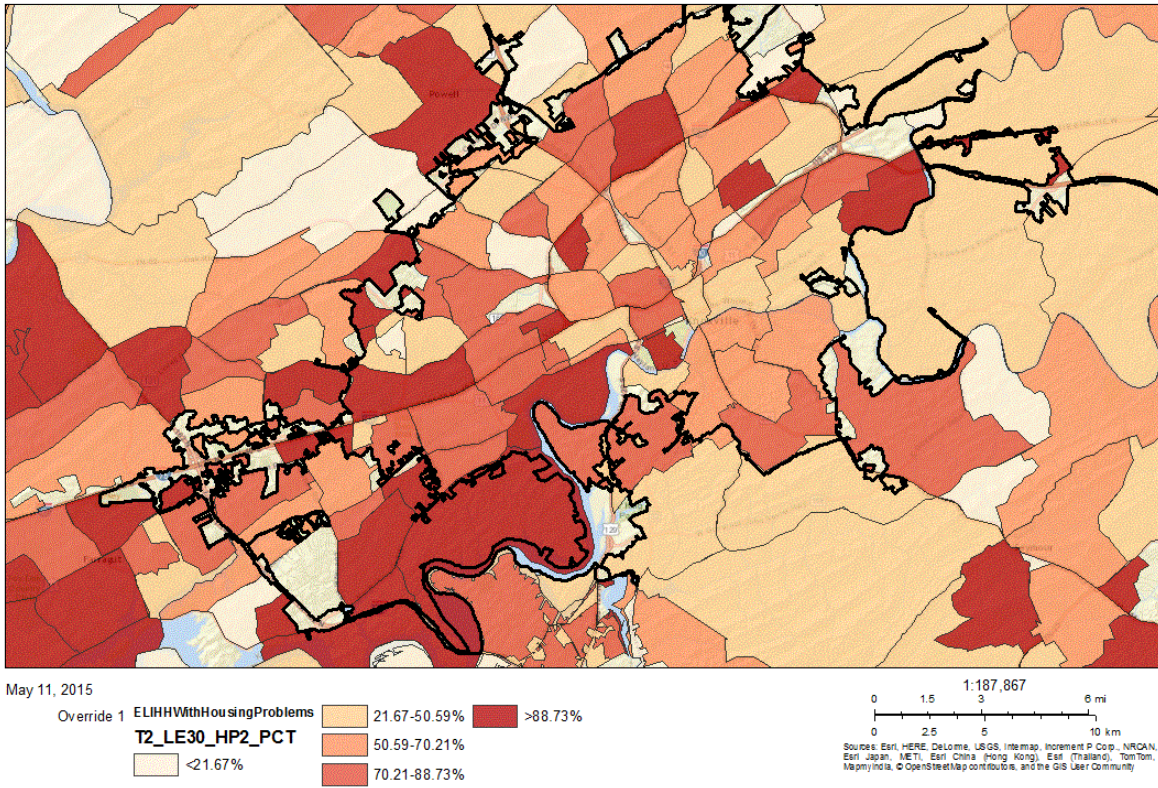 Powell
129
May 11, 2015
Override 1 ELIHHWithHousingProblems
T2_LE30_HP2_PCT
<21.67%
21.67-50.59%
50.59-70.21%
70.21-88.73%
>88.73%
1:187,867
0 1.5 3 6 mi
0 2.5 5 10 km
Sources: Esri, HERE, DeLorme, USGS, Intermap, increment P Corp., NRCAN,
Esri Japan, METI, Esri China (Hong Kong), Esri (Thailand), TomTom,
MapmyIndia, © OpenStreetMap contributors, and the GIS User Community